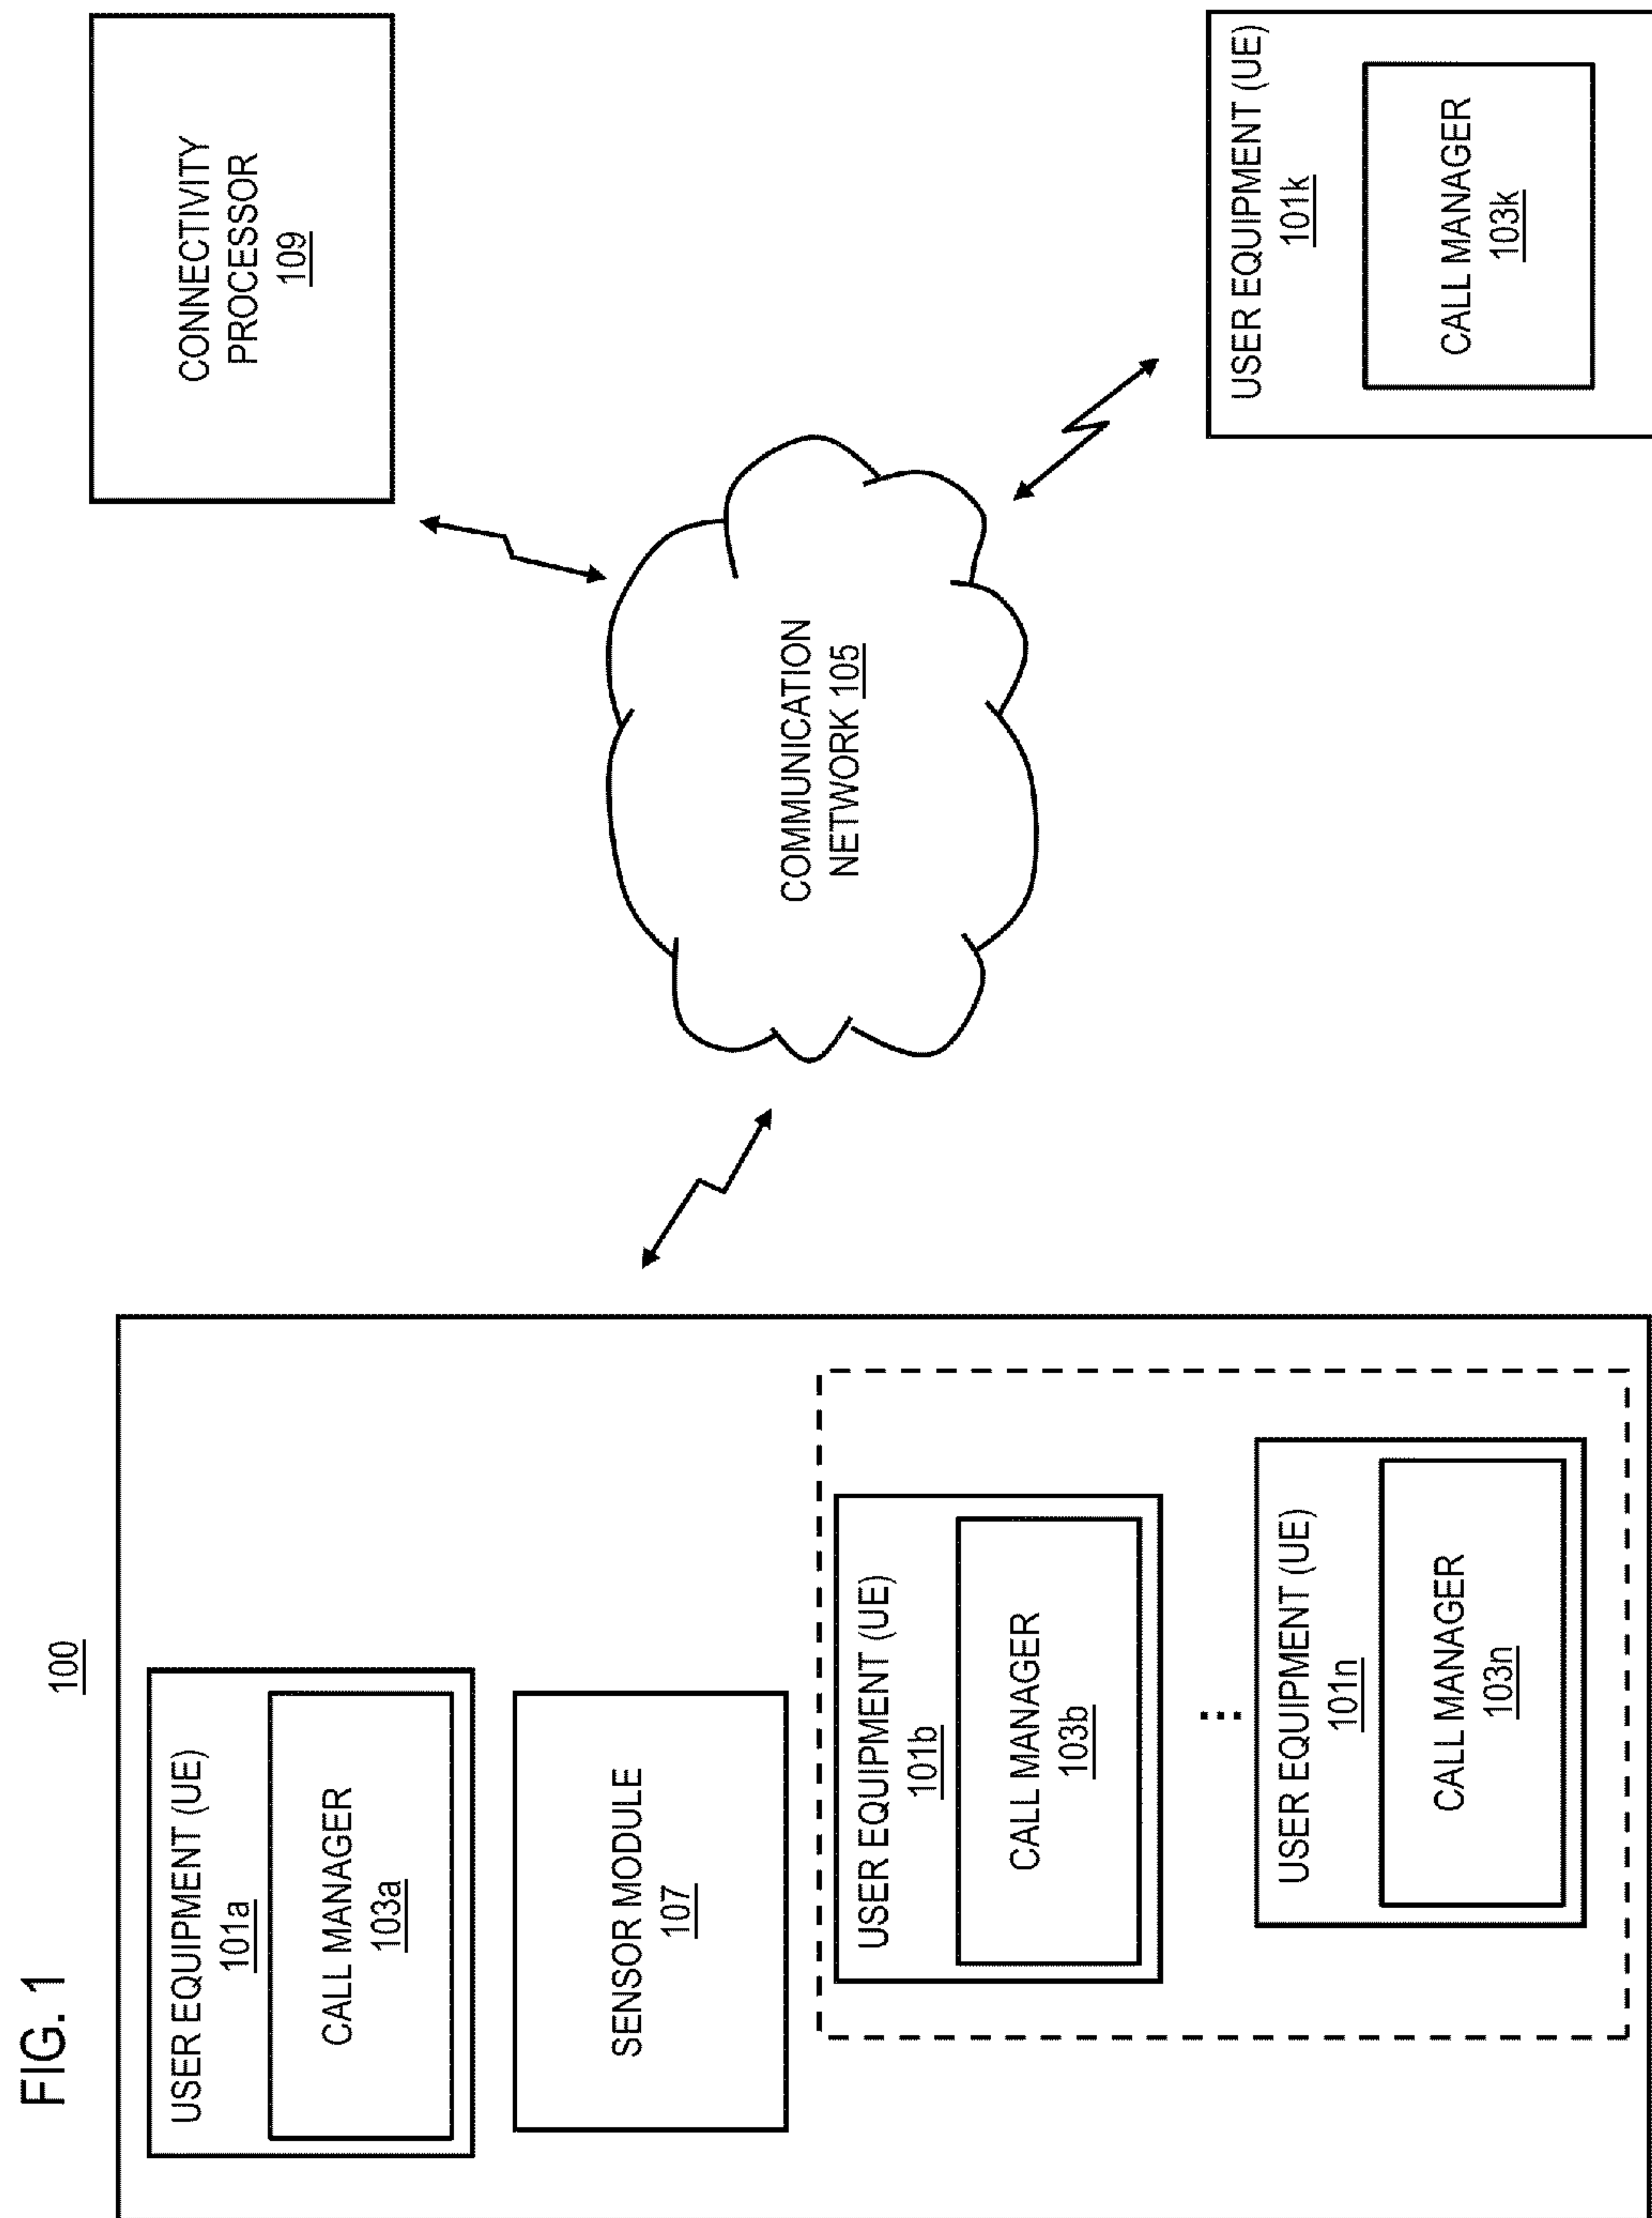 FIG. 1
100
USER EQUIPMENT (UE)
101a
CALL MANAGER
103a
SENSOR MODULE
107
USER EQUIPMENT (UE)
101b
CALL MANAGER
103b
...
USER EQUIPMENT (UE)
101n
CALL MANAGER
103n
COMMUNICATION
NETWORK 105
CONNECTIVITY
PROCESSOR
109
USER EQUIPMENT (UE)
101k
CALL MANAGER
103k